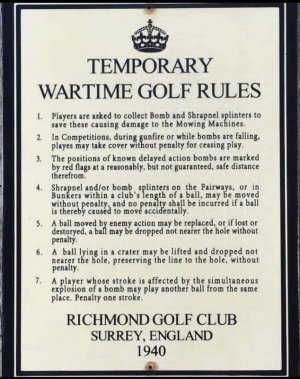 TEMPORARY
WARTIME GOLF RULES
1. Players are asked to collect Bomb and Shrapnel splinters to
save these causing damage to the Mowing Machines.
2. In Competitions, during gunfire or while bombs are falling,
playes may take cover without penalty for ceasing play.
3. The positions of known delayed action bombs are marked
by red flags at a reasonably, but not guaranteed, safe distance
therefrom.
4. Shrapnel and/or bomb splinters on the Fairways, or in
Bunkers within a club's length of a ball, may be moved
without penalty, and no penalty shall be incurred if a ball
is thereby caused to move accidentally.
5. A ball moved by enemy action may be replaced, or if lost or
destoryed, a ball may be dropped not nearer the hole without
penalty.
6. A ball lying in a crater may be lifted and dropped not
nearer the hole, preserving the line to the hole, without
penalty.
7. A player whose stroke is affected by the simultaneous
explosion of a bomb may play another ball from the same
place. Penalty one stroke.
RICHMOND GOLF CLUB
SURREY, ENGLAND
1940